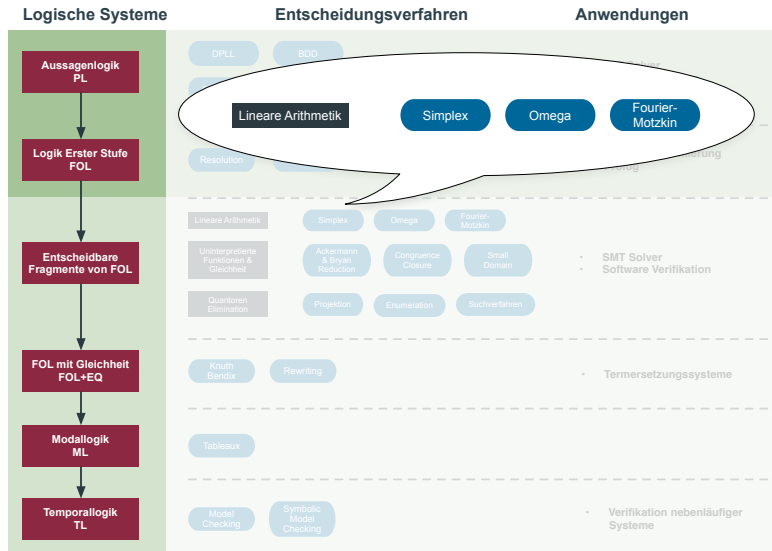 Logische Systeme
Entscheidungsverfahren
Anwendungen
Aussagenlogik
PL
DPLL
BDD
Lineare Arithmetik
Simplex
Omega
Fourier-
Motzkin
Logik Erster Stufe
FOL
Resolution
Lineare Arithmetik
Simplex
Omega
Fourier-
Motzkin
Entscheidbare
Fragmente von FOL
Uninterpretierte
Funktionen &
Gleichheit
Ackermann
& Bryan
Reduction
Congruence
Closure
Small
Domain
• SMT Solver
• Software Verifikation
Quantoren
Elimination
Projektion
Enumeration
Suchverfahren
FOL mit Gleichheit
FOL+EQ
Knuth
Bendix
Rewriting
• Termersetzungssysteme
Modallogik
ML
Tableaux
Temporallogik
TL
Model
Checking
Symbolic
Model
Checking
• Verifikation nebenläufiger
Systeme